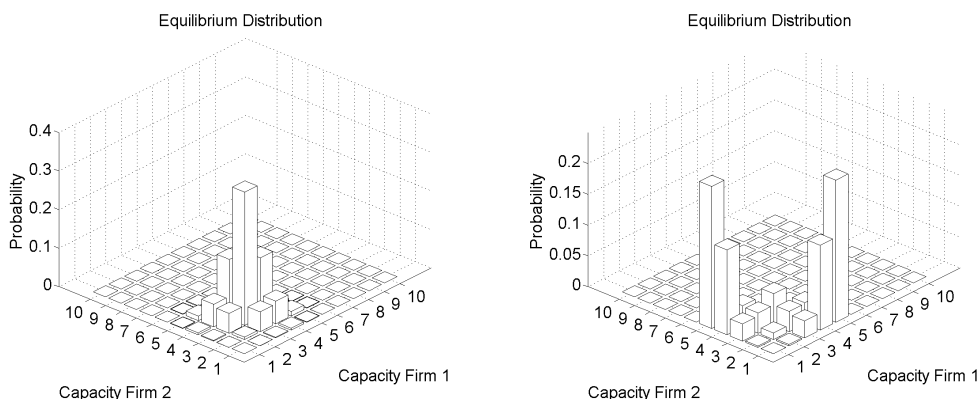 Equilibrium Distribution
0.4
0.3
0.2
0.1
0
Probability
10 9 8 7 6 5 4 3 2 1
Capacity Firm 2
1 2 3 4 5 6 7 8 9 10
Capacity Firm 1
Equilibrium Distribution
0.2
0.15
0.1
0.05
0
Probability
10 9 8 7 6 5 4 3 2 1
Capacity Firm 2
1 2 3 4 5 6 7 8 9 10
Capacity Firm 1